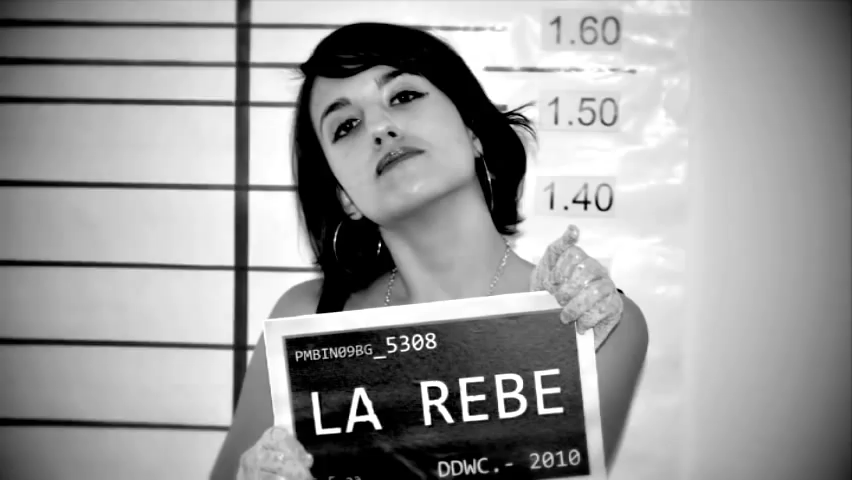 1.60
1.50
1.40
PMBIN09BG_5308
LA REBE
DDWC.- 2010